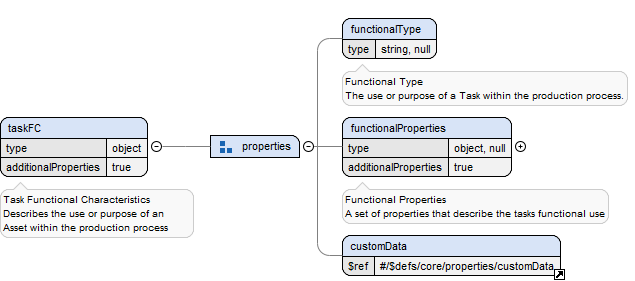 functionalType
type string, null
Functional Type
The use or purpose of a Task within the production process.
taskFC
type object
additionalProperties true
Task Functional Characteristics
Describes the use or purpose of an
Asset within the production process
properties
functionalProperties
type object, null
additionalProperties true
Functional Properties
A set of properties that describe the tasks functional use
customData
$ref #/$defs/core/properties/customData